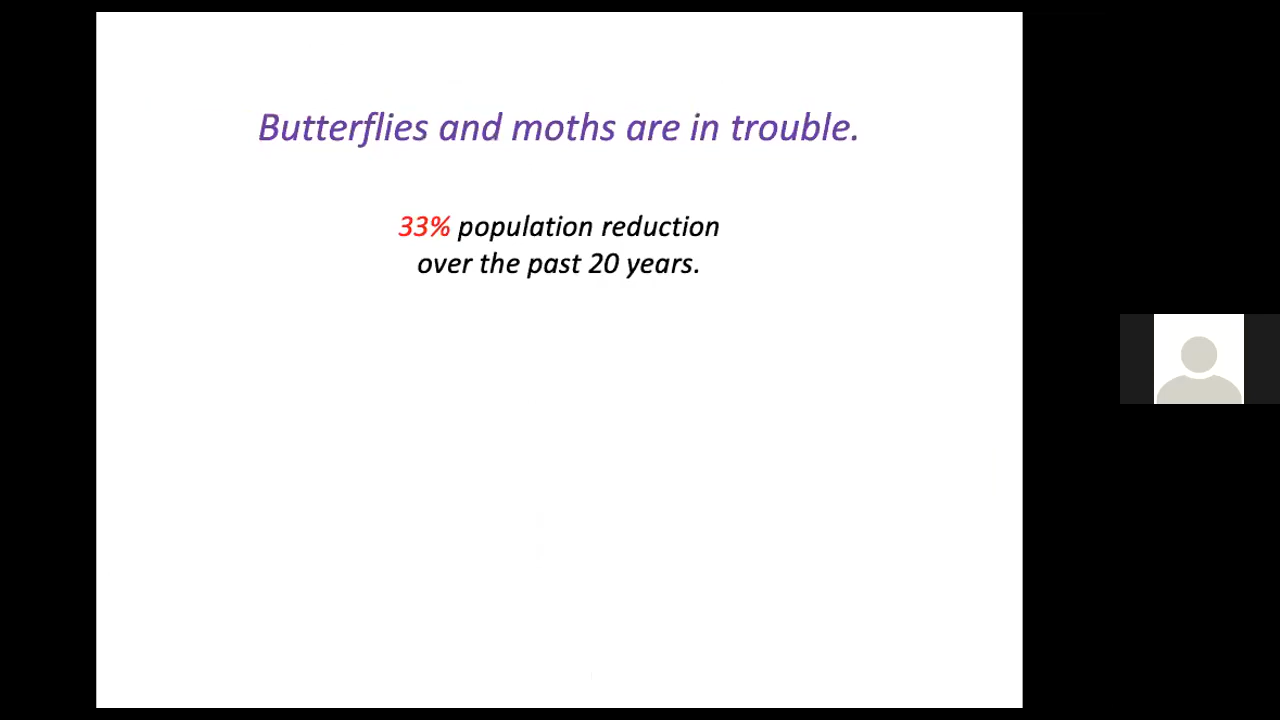 Butterflies and moths are in trouble.
33% population reduction
over the past 20 years.